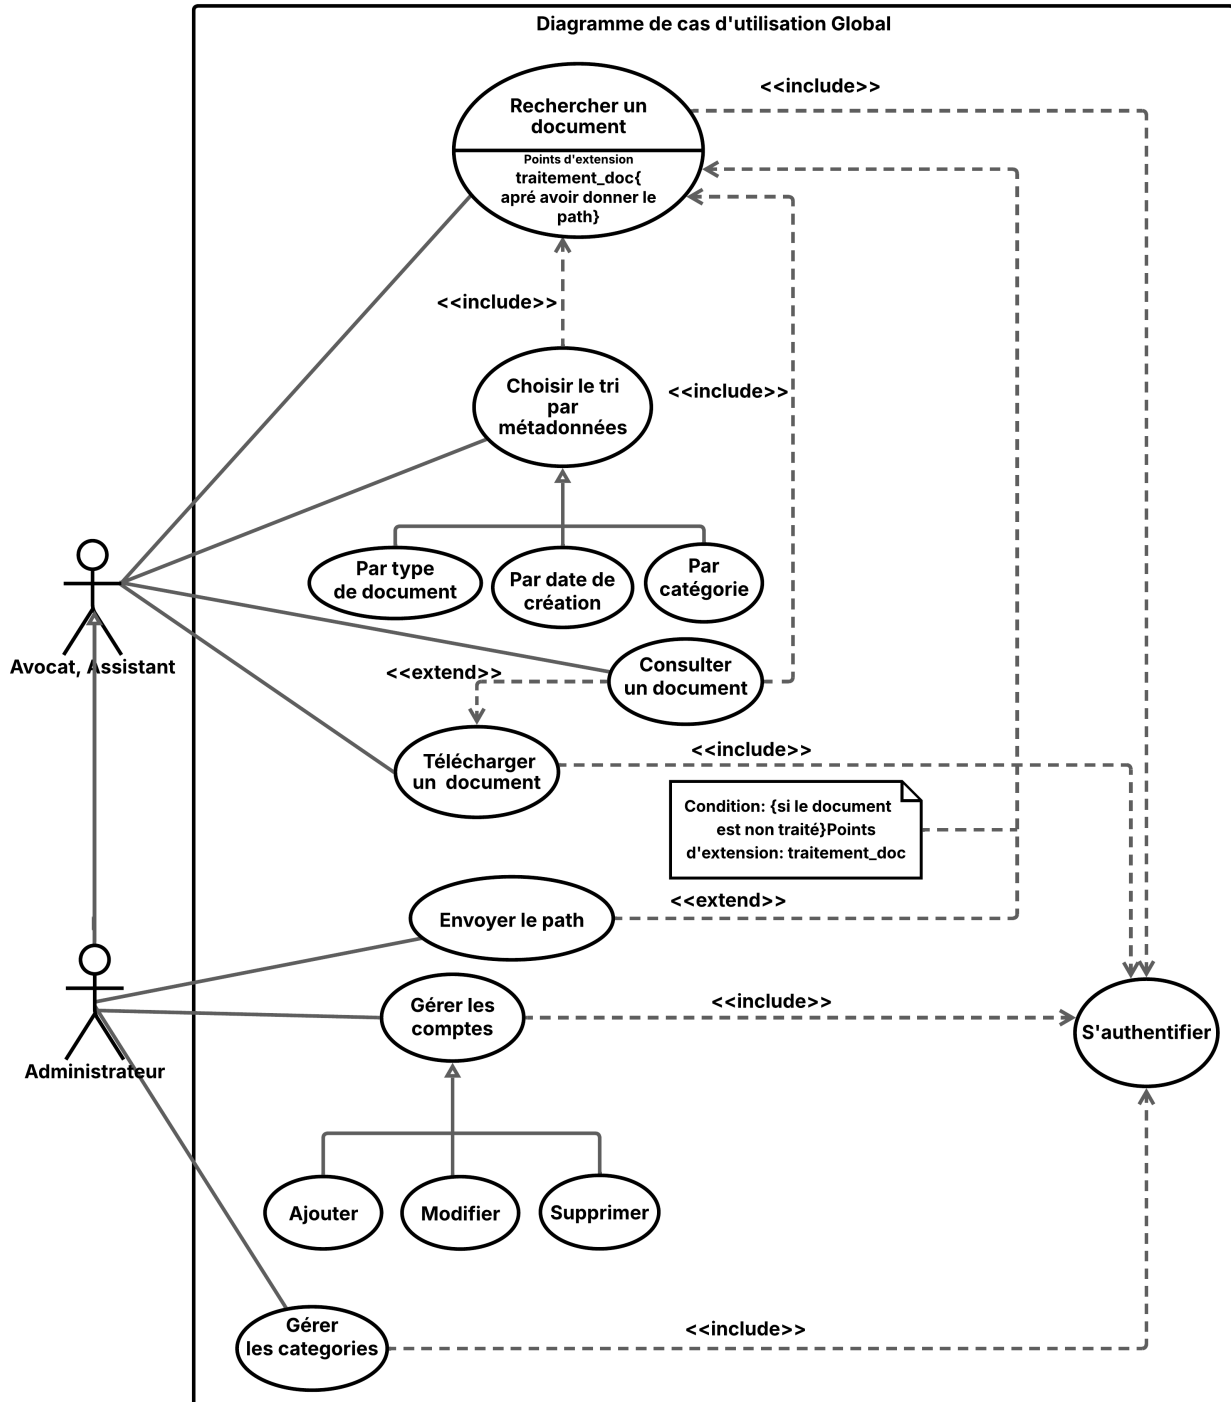 Diagramme de cas d'utilisation Global
<<include>>
Rechercher un
document
Points d'extension
traitement_doc{
apré avoir donner le
path}
<<include>>
<<include>>
Choisir le tri
par
métadonnées
Par type
de document
Par date de
création
Par
catégorie
Avocat, Assistant
Consulter
un document
<<extend>>
Télécharger
un  document
<<include>>
Condition: {si le document
est non traité}Points
d'extension: traitement_doc
<<extend>>
Envoyer le path
Gérer les
comptes
<<include>>
S'authentifier
Administrateur
Ajouter
Modifier
Supprimer
Gérer
les categories
<<include>>